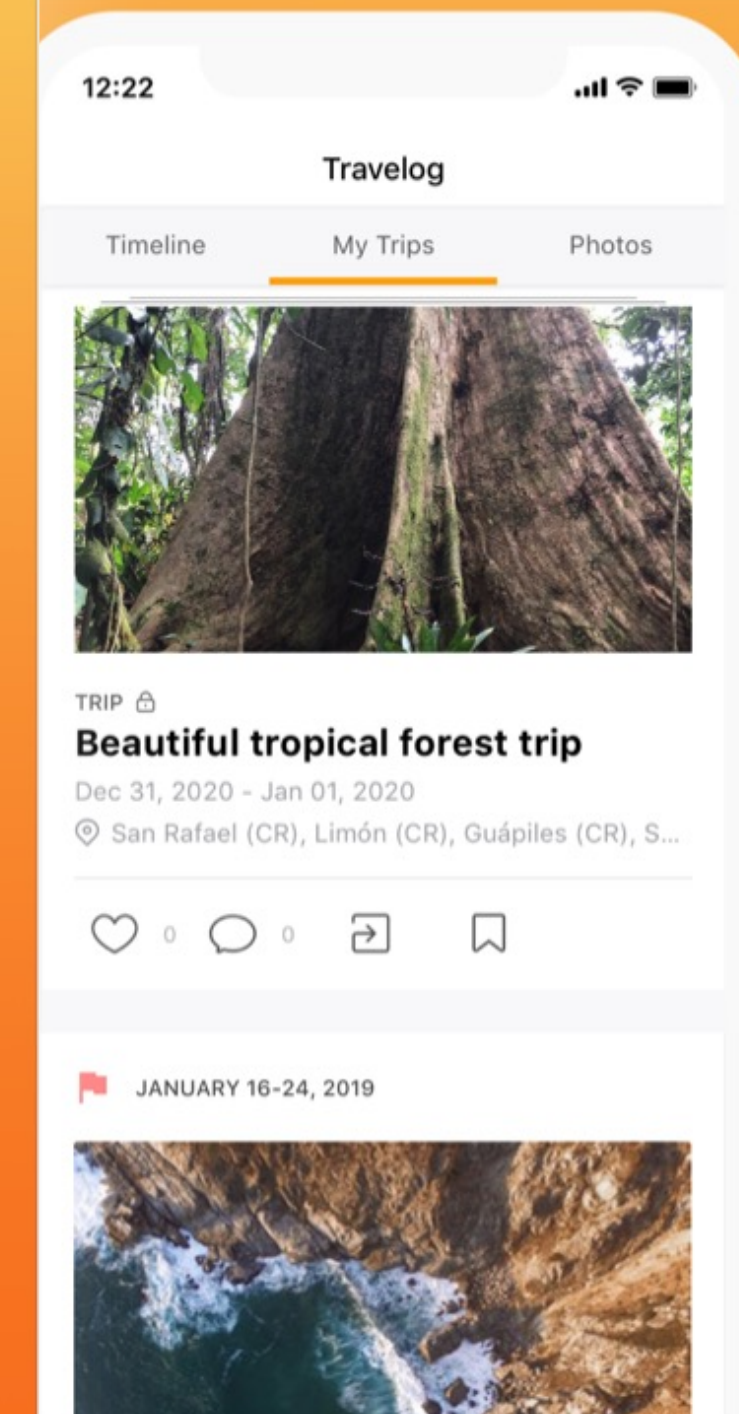 12:22
Travelog
Timeline My Trips Photos
TRIP
Beautiful tropical forest trip
Dec 31, 2020 - Jan 01, 2020
San Rafael (CR), Limón (CR), Guápiles (CR), S...
0 0
JANUARY 16-24, 2019